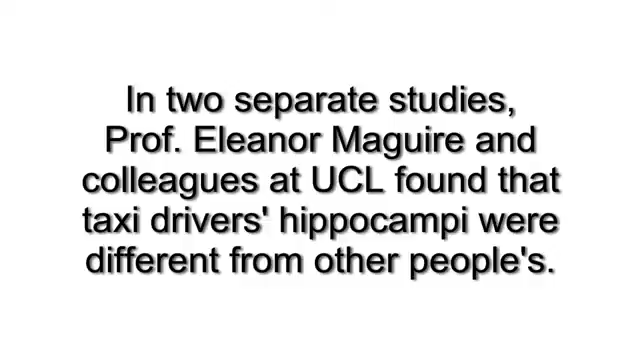 In two separate studies,
Prof. Eleanor Maguire and
colleagues at UCL found that
taxi drivers' hippocampi were
different from other people's.